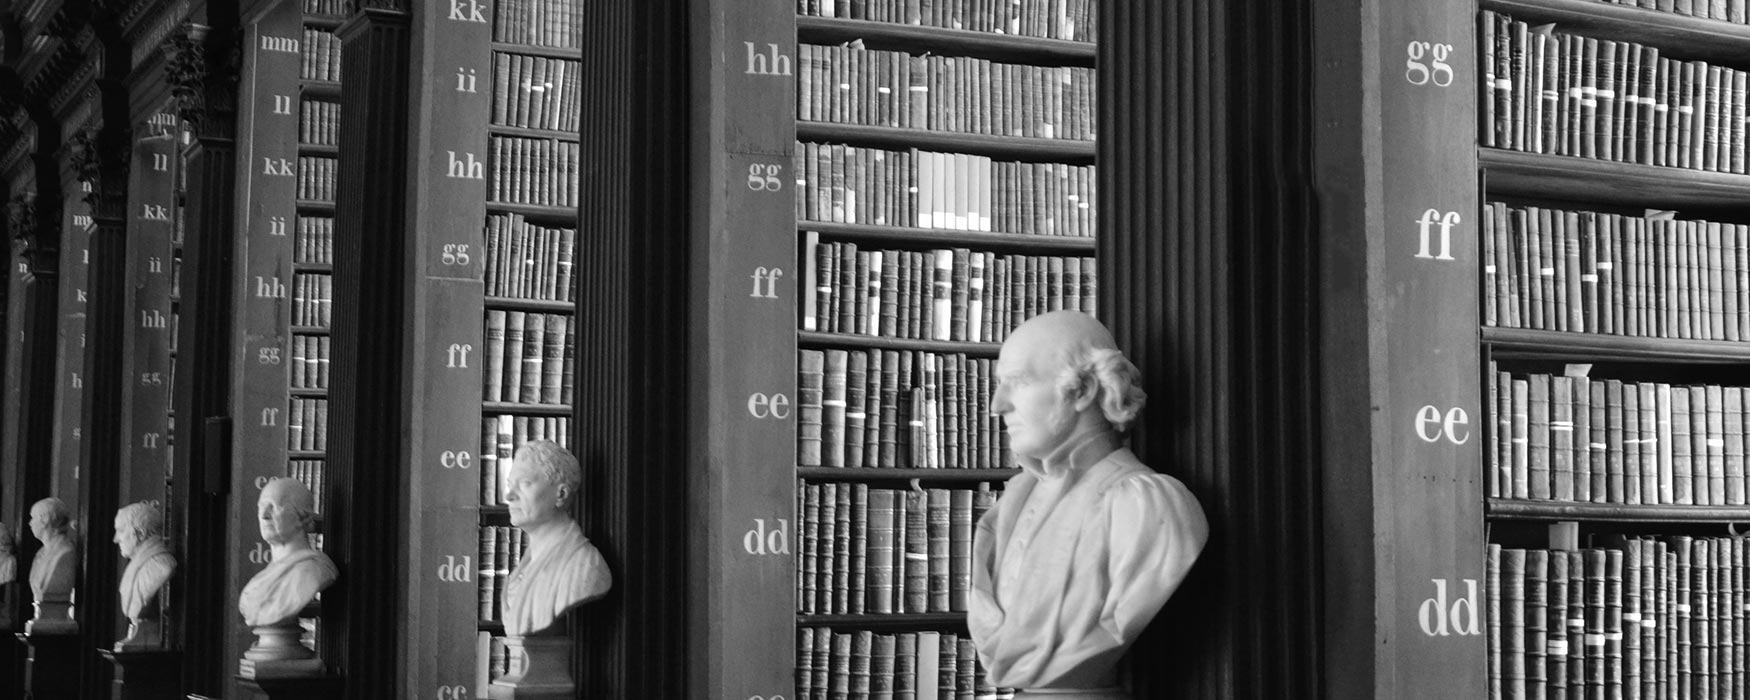 mm
ll
kk
ii
hh
gg
ff
mm
ll
kk
ii
hh
gg
ff
ee
dd
kk
ii
hh
gg
ff
ee
dd
cc
hh
gg
ff
ee
dd
gg
ff
ee
dd